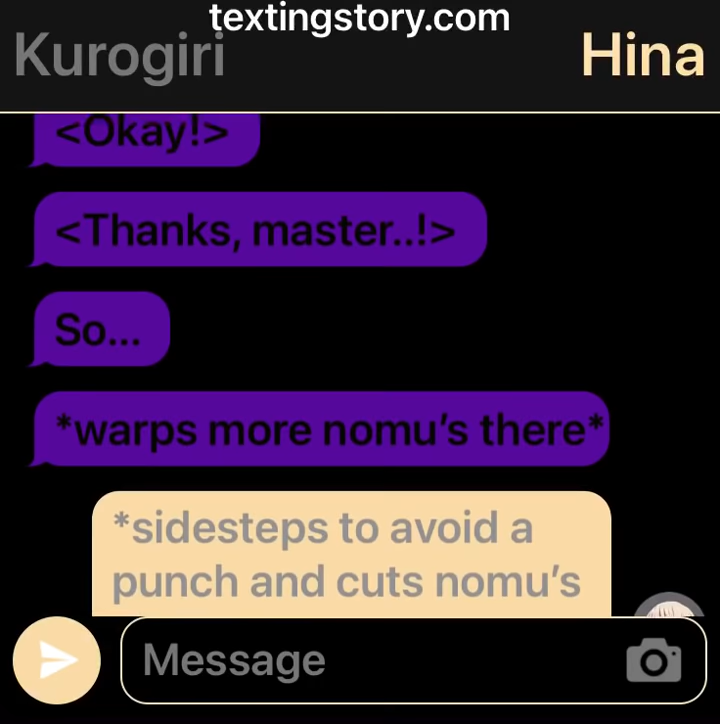 textingstory.com
Kurogiri
Hina
<Okay!>
<Thanks, master..!>
So...
*warps more nomu’s there*
*sidesteps to avoid a
punch and cuts nomu’s
Message